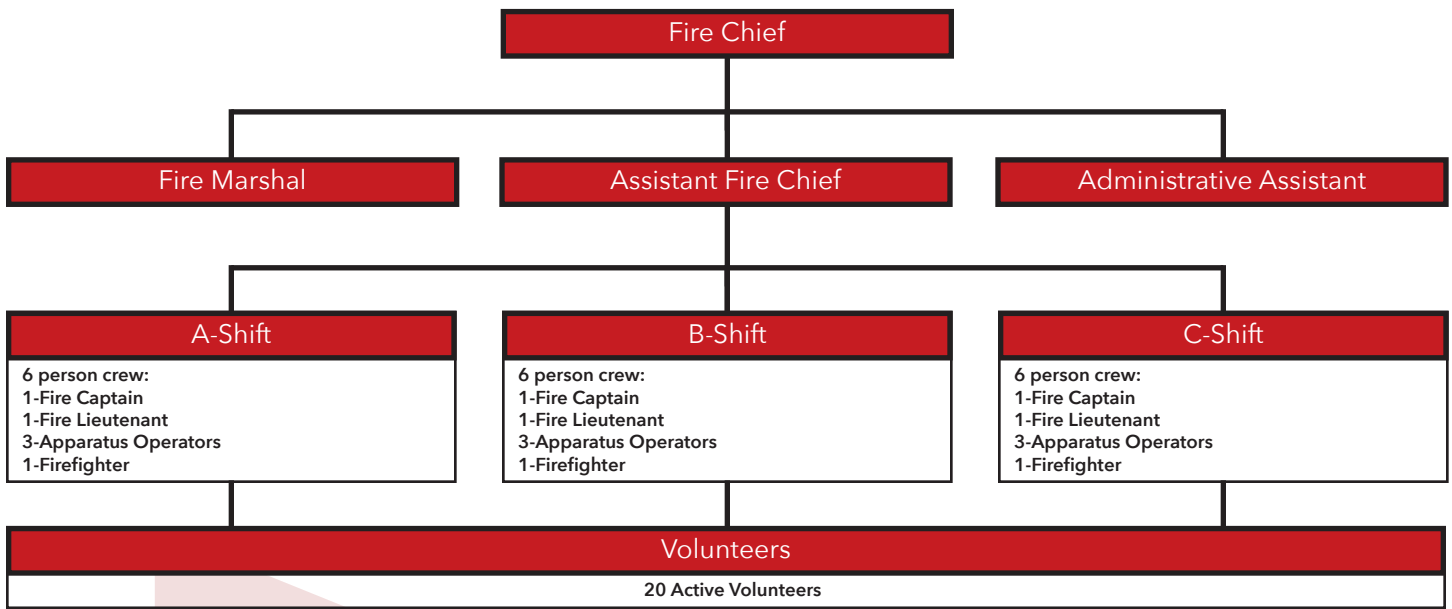 Fire Chief
Fire Marshal
Assistant Fire Chief
Administrative Assistant
A-Shift
6 person crew:
1-Fire Captain
1-Fire Lieutenant
3-Apparatus Operators
1-Firefighter
B-Shift
6 person crew:
1-Fire Captain
1-Fire Lieutenant
3-Apparatus Operators
1-Firefighter
C-Shift
6 person crew:
1-Fire Captain
1-Fire Lieutenant
3-Apparatus Operators
1-Firefighter
Volunteers
20 Active Volunteers